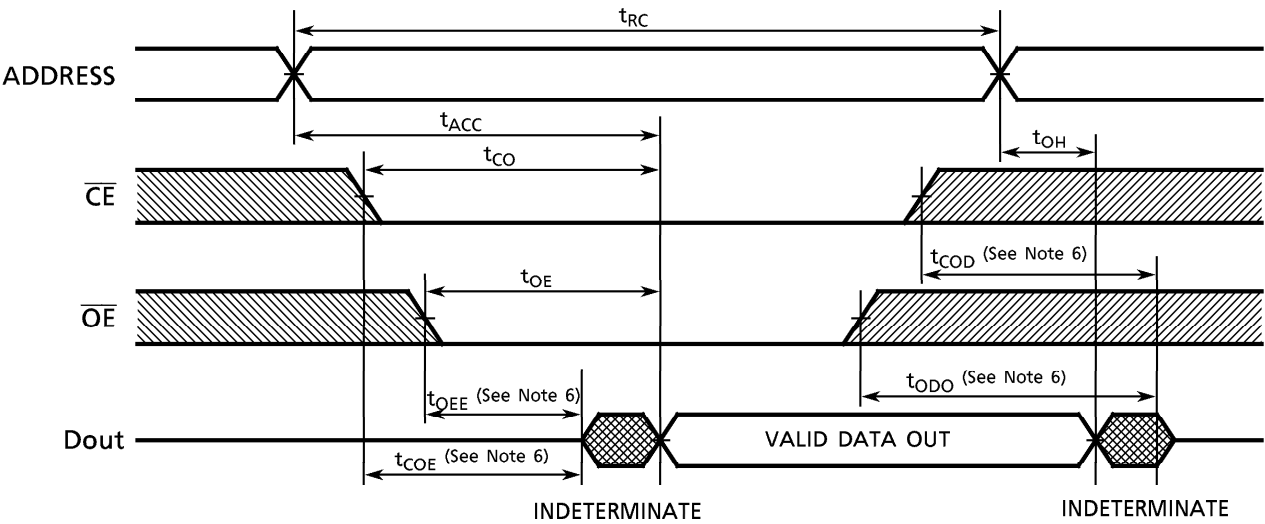 tRC
ADDRESS
tACC
tCO
tOH
CE
tCOD (See Note 6)
tOE
OE
tODO (See Note 6)
tOEE (See Note 6)
Dout
VALID DATA OUT
tCOE (See Note 6)
INDETERMINATE
INDETERMINATE